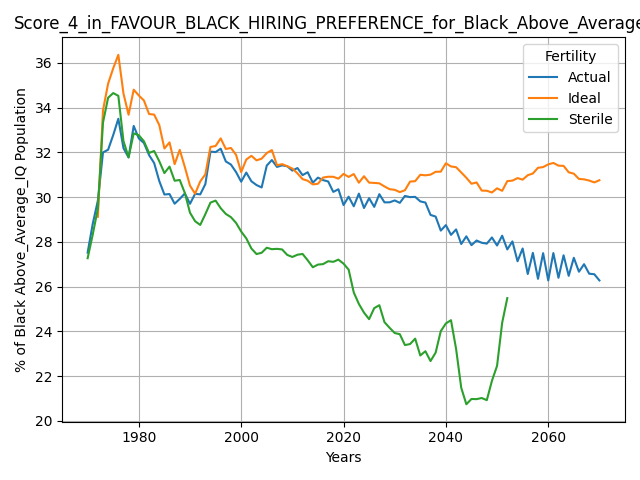 Score_4_in_FAVOUR_BLACK_HIRING_PREFERENCE_for_Black_Above_Average
Fertility
Actual
Ideal
Sterile
36
34
32
30
28
26
24
22
20
% of Black Above_Average_IQ Population
1980
2000
2020
2040
2060
Years